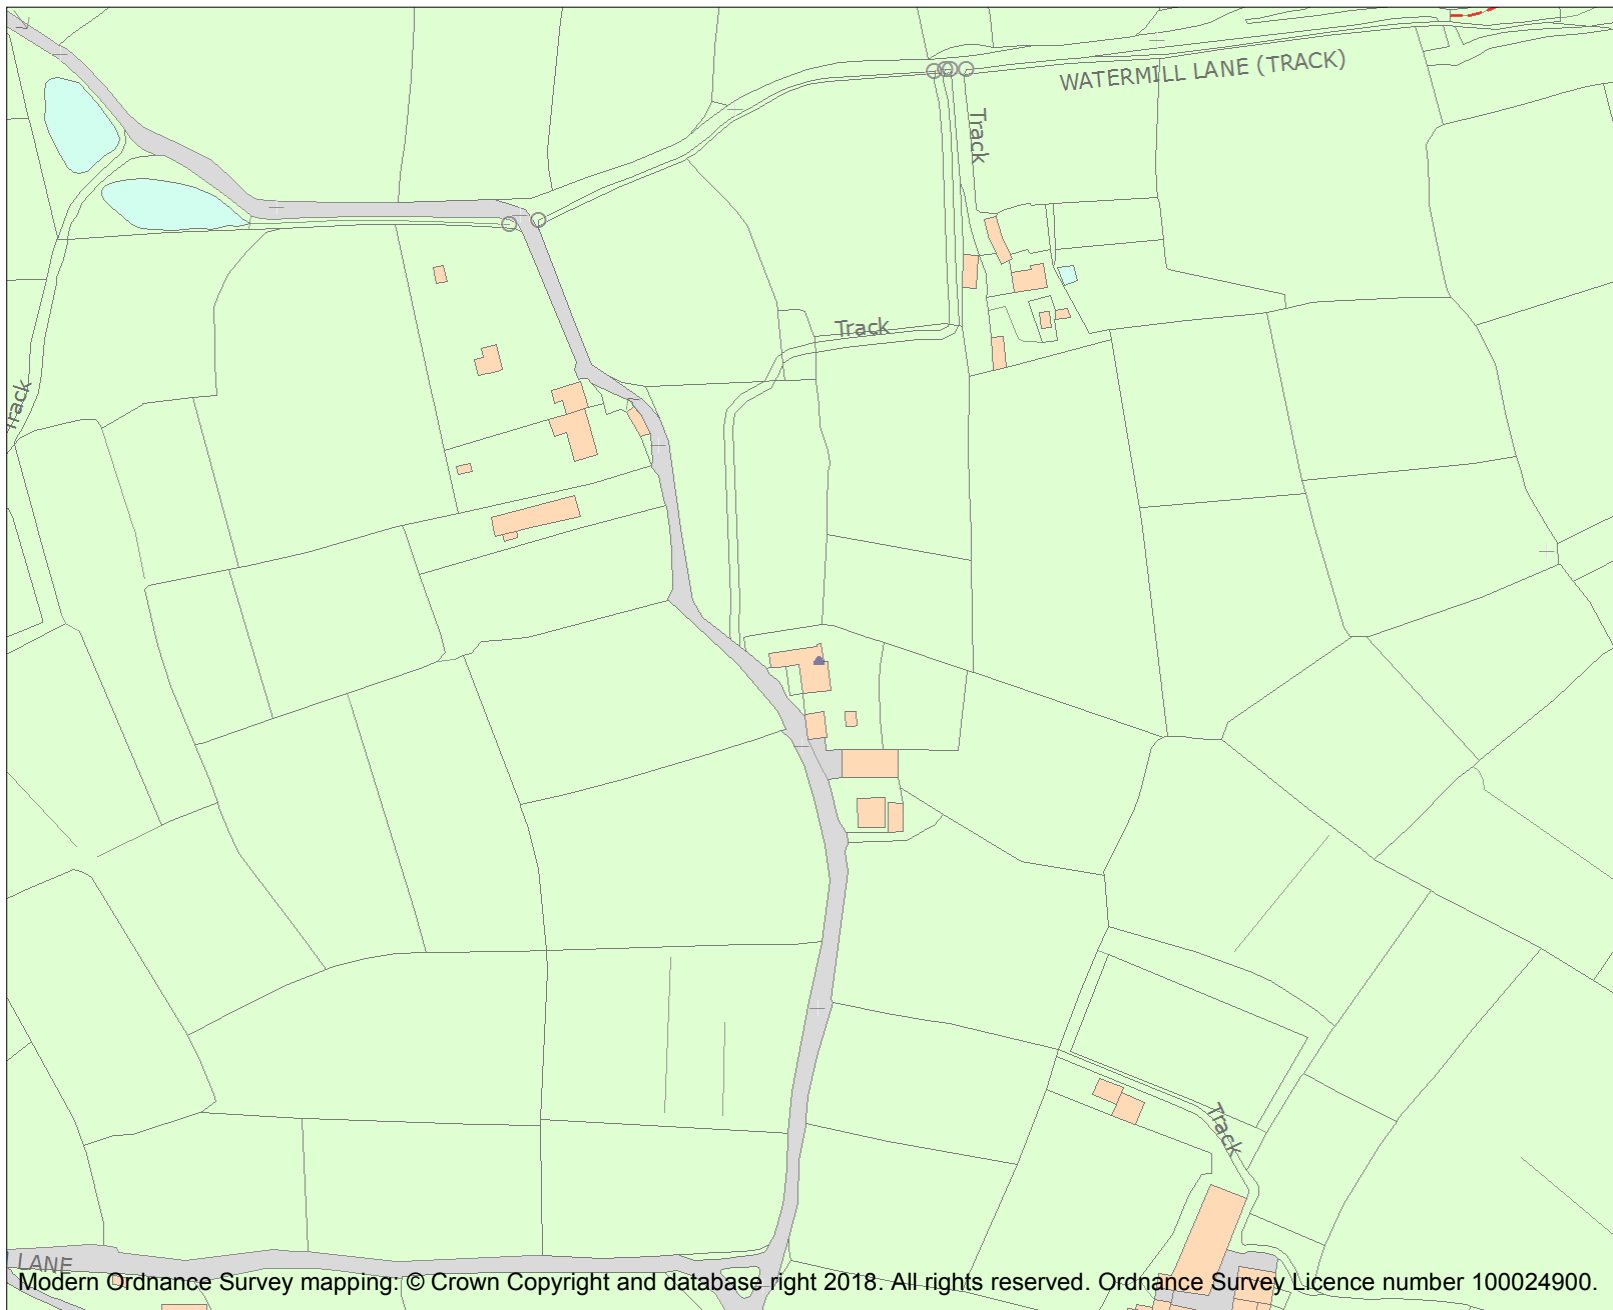 WATERMILL LANE (TRACK)
Track
Track
Track
Track
LANE
Modern Ordnance Survey mapping: © Crown Copyright and database right 2018. All rights reserved. Ordnance Survey Licence number 100024900.